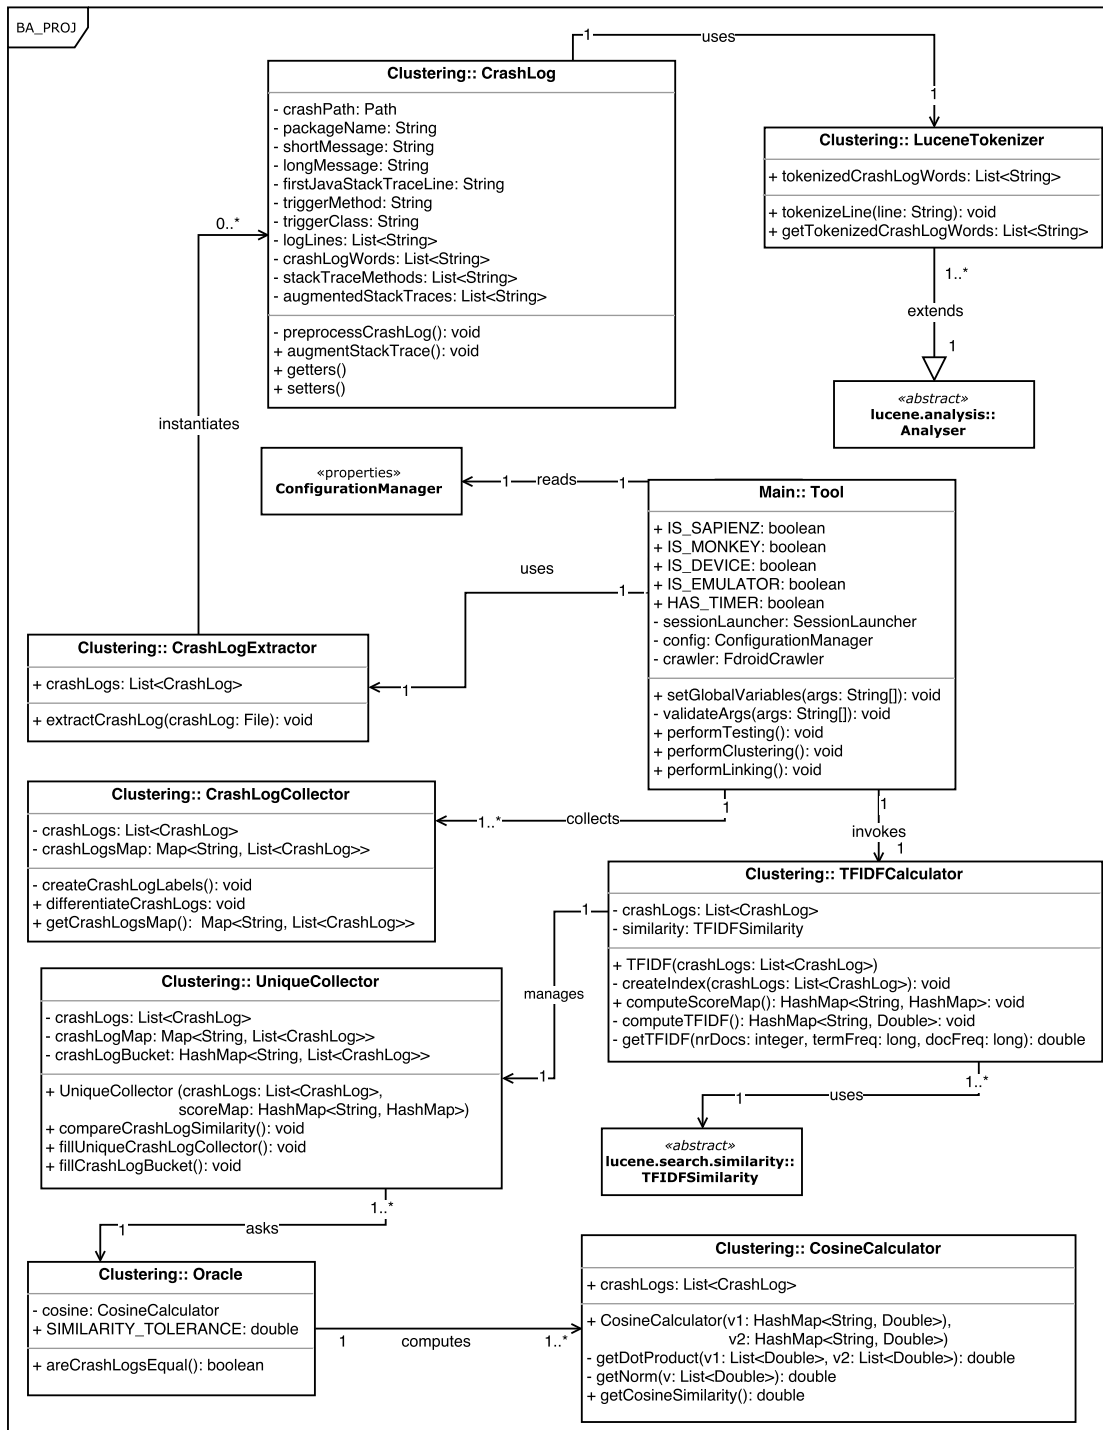 BA_PROJ
1
uses
1
Clustering:: CrashLog
- crashPath: Path
- packageName: String
- shortMessage: String
- longMessage: String
- firstJavaStackTraceLine: String
- triggerMethod: String
- triggerClass: String
- logLines: List<String>
- crashLogWords: List<String>
- stackTraceMethods: List<String>
- augmentedStackTraces: List<String>
- preprocessCrashLog(): void
+ augmentStackTrace(): void
+ getters()
+ setters()
Clustering:: LuceneTokenizer
+ tokenizedCrashLogWords: List<String>
+ tokenizeLine(line: String): void
+ getTokenizedCrashLogWords: List<String>
1..*
extends
1
«abstract»
lucene.analysis::
Analyser
0..*
instantiates
«properties»
ConfigurationManager
1
reads
1
Main:: Tool
+ IS_SAPIENZ: boolean
+ IS_MONKEY: boolean
+ IS_DEVICE: boolean
+ IS_EMULATOR: boolean
+ HAS_TIMER: boolean
- sessionLauncher: SessionLauncher
- config: ConfigurationManager
- crawler: FdroidCrawler
+ setGlobalVariables(args: String[]): void
- validateArgs(args: String[]): void
+ performTesting(): void
+ performClustering(): void
+ performLinking(): void
uses
1
1
Clustering:: CrashLogExtractor
+ crashLogs: List<CrashLog>
+ extractCrashLog(crashLog: File): void
Clustering:: CrashLogCollector
- crashLogs: List<CrashLog>
- crashLogsMap: Map<String, List<CrashLog>>
- createCrashLogLabels(): void
+ differentiateCrashLogs: void
+ getCrashLogsMap():  Map<String, List<CrashLog>>
1..*
collects
1
1
invokes
1
Clustering:: TFIDFCalculator
- crashLogs: List<CrashLog>
- similarity: TFIDFSimilarity
+ TFIDF(crashLogs: List<CrashLog>)
- createIndex(crashLogs: List<CrashLog>): void
+ computeScoreMap(): HashMap<String, HashMap>: void
- computeTFIDF(): HashMap<String, Double>: void
- getTFIDF(nrDocs: integer, termFreq: long, docFreq: long): double
1
manages
1
Clustering:: UniqueCollector
- crashLogs: List<CrashLog>
- crashLogMap: Map<String, List<CrashLog>>
- crashLogBucket: HashMap<String, List<CrashLog>>
+ UniqueCollector (crashLogs: List<CrashLog>,
scoreMap: HashMap<String, HashMap>)
+ compareCrashLogSimilarity(): void
+ fillUniqueCrashLogCollector(): void
+ fillCrashLogBucket(): void
1..*
uses
1
«abstract»
lucene.search.similarity::
TFIDFSimilarity
1..*
asks
1
Clustering:: Oracle
- cosine: CosineCalculator
+ SIMILARITY_TOLERANCE: double
+ areCrashLogsEqual(): boolean
1
computes
1..*
Clustering:: CosineCalculator
+ crashLogs: List<CrashLog>
+ CosineCalculator(v1: HashMap<String, Double>),
v2: HashMap<String, Double>)
- getDotProduct(v1: List<Double>, v2: List<Double>): double
- getNorm(v: List<Double>): double
+ getCosineSimilarity(): double